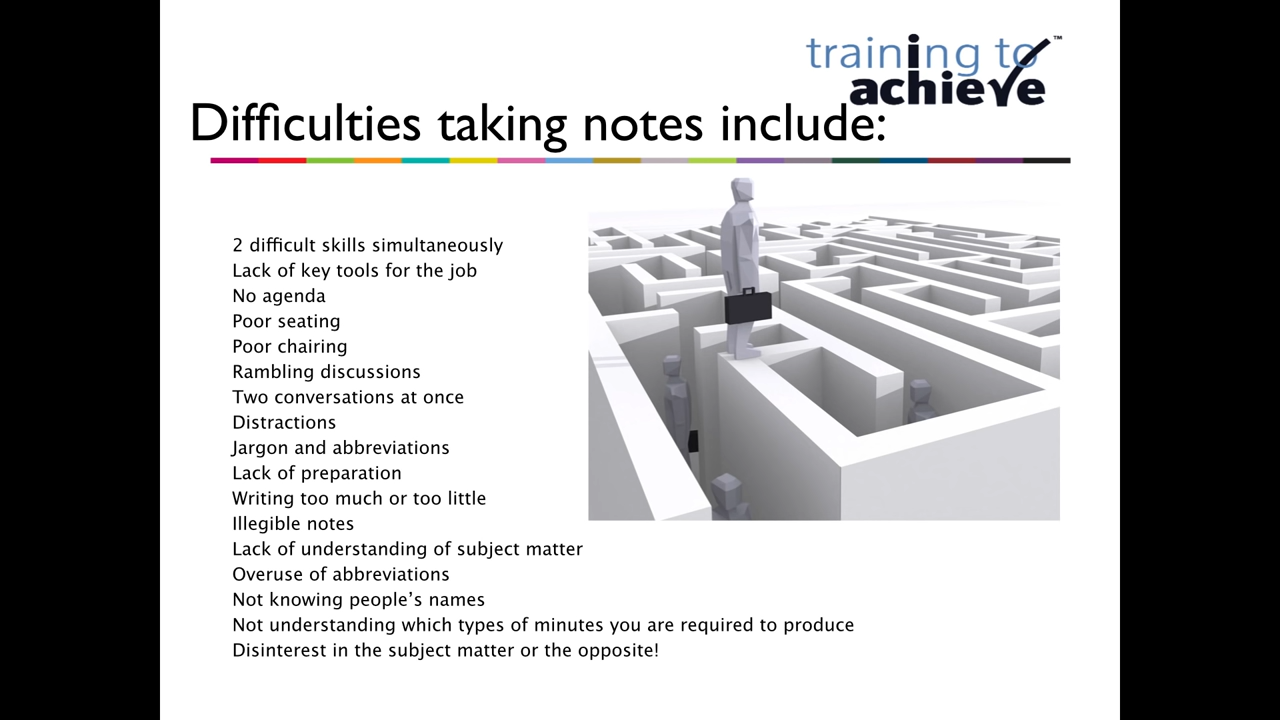 training to™
achieve
Difficulties taking notes include:
2 difficult skills simultaneously
Lack of key tools for the job
No agenda
Poor seating
Poor chairing
Rambling discussions
Two conversations at once
Distractions
Jargon and abbreviations
Lack of preparation
Writing too much or too little
Illegible notes
Lack of understanding of subject matter
Overuse of abbreviations
Not knowing people’s names
Not understanding which types of minutes you are required to produce
Disinterest in the subject matter or the opposite!